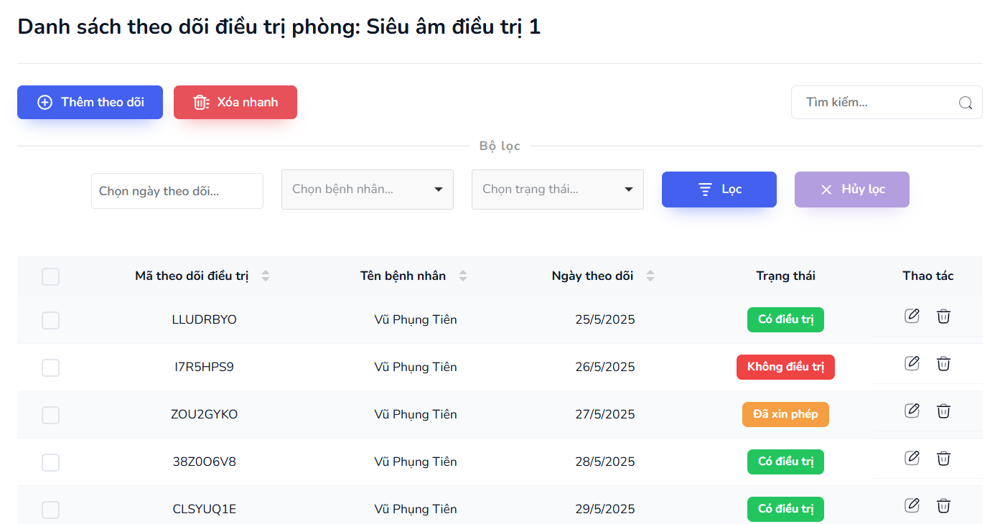 Danh sách theo dõi điều trị phòng: Siêu âm điều trị 1
Thêm theo dõi Xóa nhanh Tìm kiếm...
Bộ lọc
Chọn ngày theo dõi... Chọn bệnh nhân... Chọn trạng thái... Lọc Hủy lọc
Mã theo dõi điều trị Tên bệnh nhân Ngày theo dõi Trạng thái Thao tác
LLUDRBYO Vũ Phụng Tiên 25/5/2025 Có điều trị
I7R5HPS9 Vũ Phụng Tiên 26/5/2025 Không điều trị
ZOU2GYKO Vũ Phụng Tiên 27/5/2025 Đã xin phép
38Z0O6V8 Vũ Phụng Tiên 28/5/2025 Có điều trị
CLSYUQ1E Vũ Phụng Tiên 29/5/2025 Có điều trị